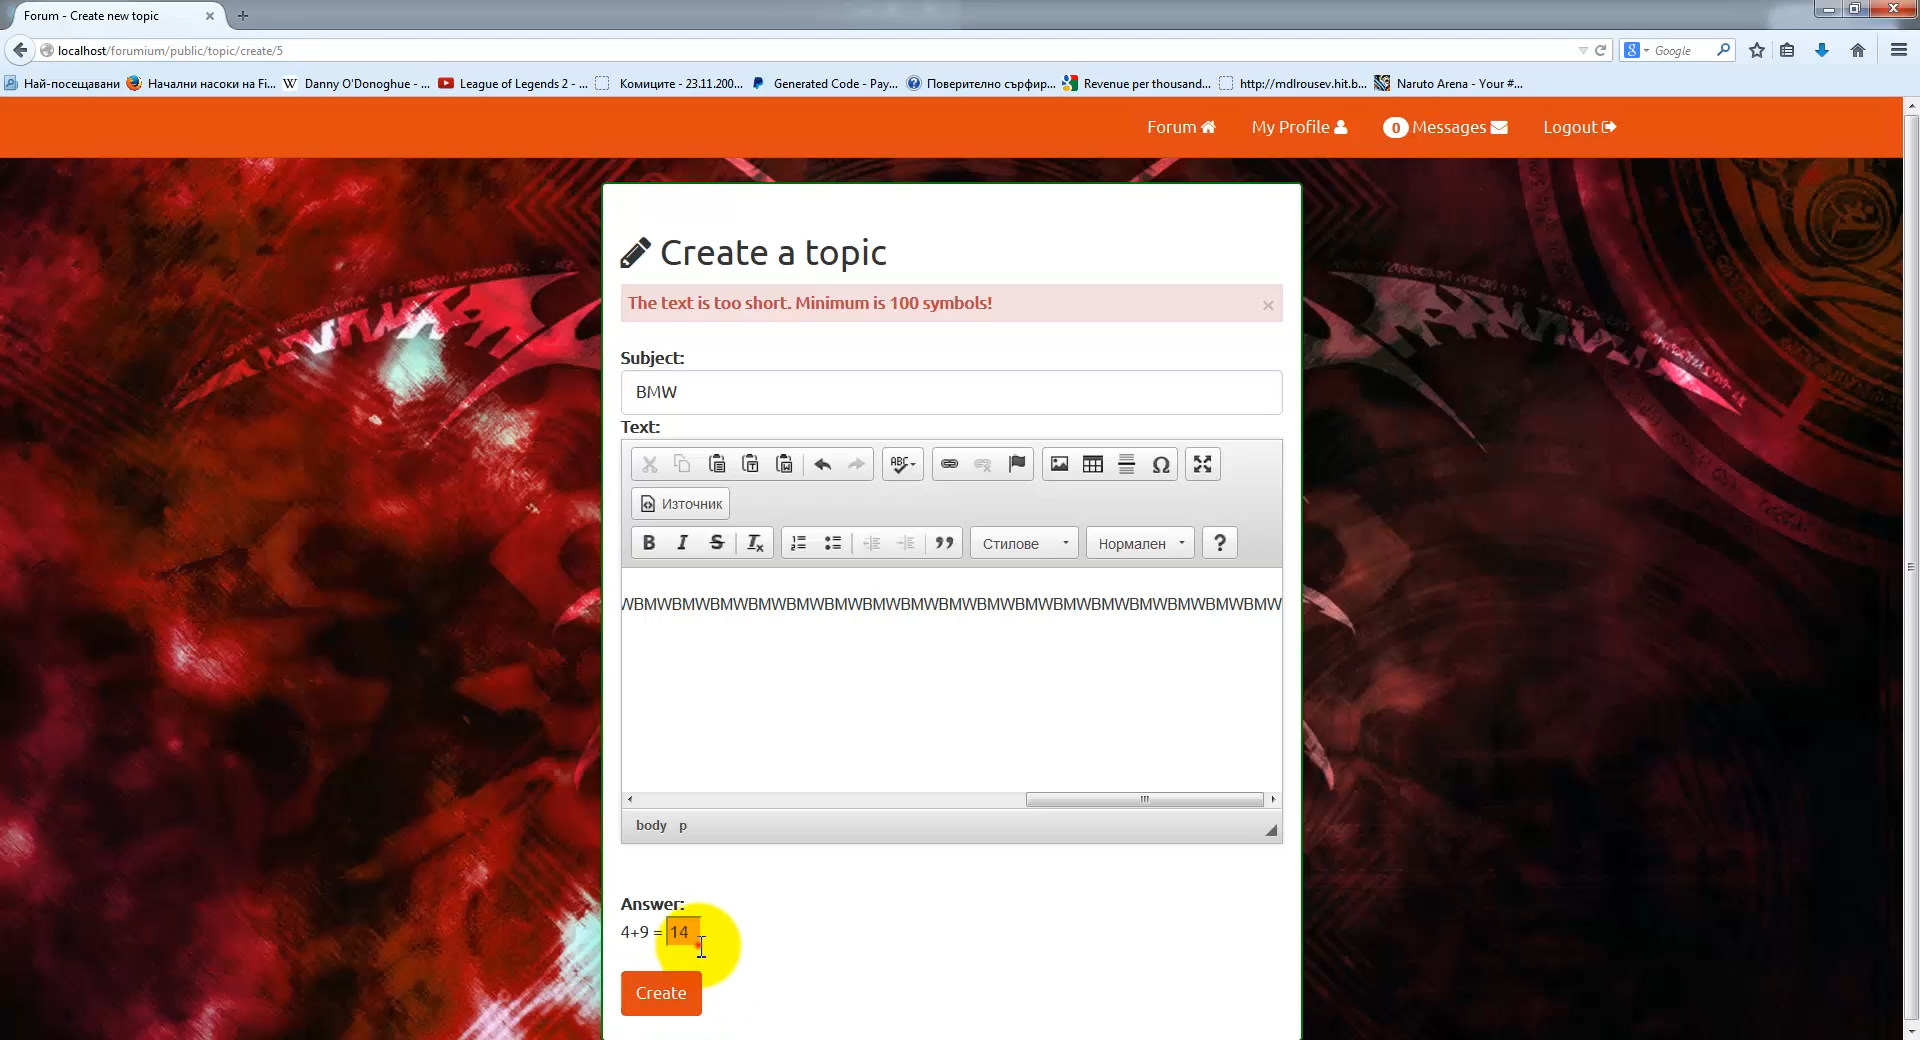 Forum - Create new topic
localhost/forumium/public/topic/create/5
Google
Най-посещавани
Начални насоки на Fi...
Danny O'Donoghue - ...
League of Legends 2 - ...
Комиците - 23.11.200...
Generated Code - Pay...
Поверително сърфир...
Revenue per thousand...
http://mdlrousev.hit.b...
Naruto Arena - Your #...
Forum
My Profile
0 Messages
Logout
Create a topic
The text is too short. Minimum is 100 symbols!
×
Subject:
BMW
Text:
ABC
Източник
Стилове
Нормален
?
WBMWBMWBMWBMWBMWBMWBMWBMWBMWBMWBMWBMWBMWBMWBMWBMWBMW
body p
Answer:
4+9 = 14
Create